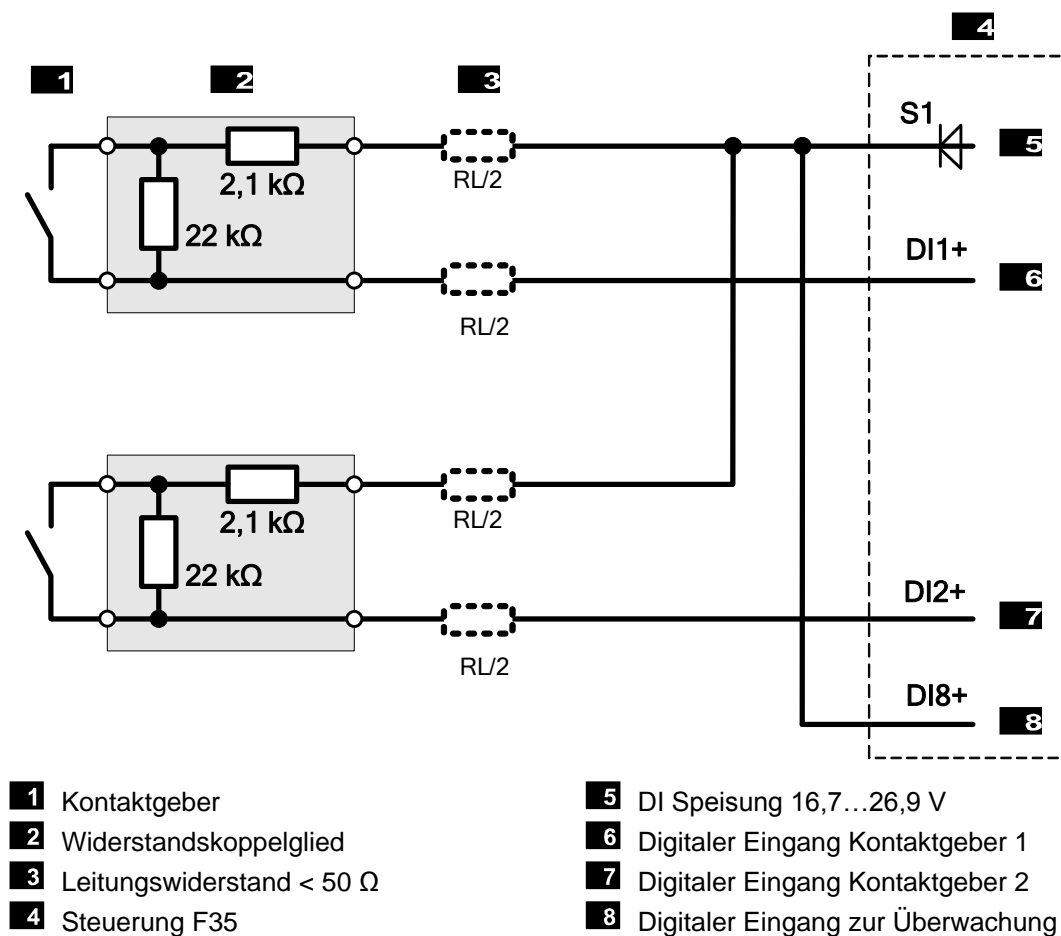 4
1 2 3
S1
5
2,1 kΩ
RL/2
22 kΩ
DI1+
6
RL/2
2,1 kΩ
RL/2
22 kΩ
DI2+
7
RL/2
DI8+
8
1 Kontaktgeber
2 Widerstandskoppelglied
3 Leitungswiderstand < 50 Ω
4 Steuerung F35
5 DI Speisung 16,7…26,9 V
6 Digitaler Eingang Kontaktgeber 1
7 Digitaler Eingang Kontaktgeber 2
8 Digitaler Eingang zur Überwachung